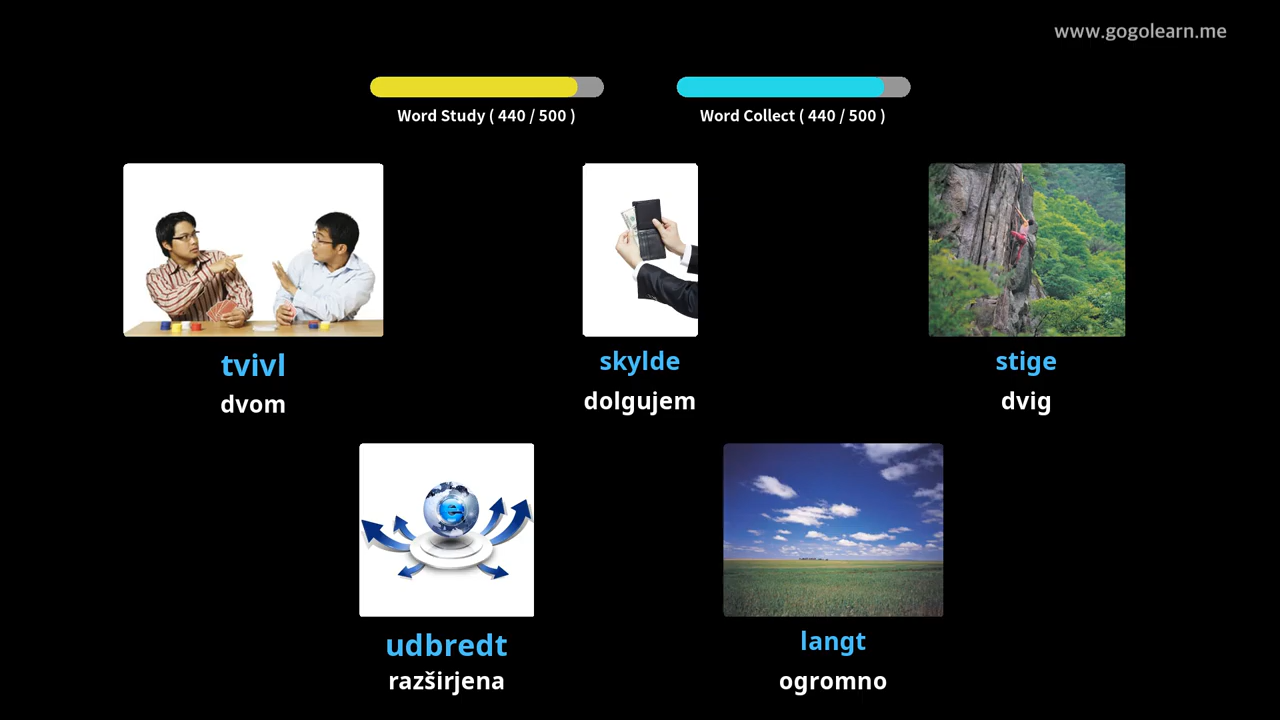 www.gogolearn.me
Word Study ( 440 / 500 )
Word Collect ( 440 / 500 )
tvivl
dvom
skylde
dolgujem
stige
dvig
e
udbredt
razširjena
langt
ogromno